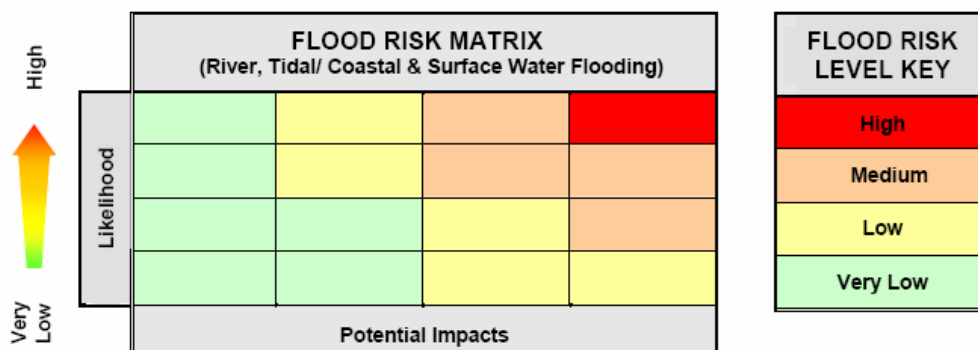 High
Very
Low
Likelihood
FLOOD RISK MATRIX
(River, Tidal/ Coastal & Surface Water Flooding)
Potential Impacts
FLOOD RISK
LEVEL KEY
High
Medium
Low
Very Low